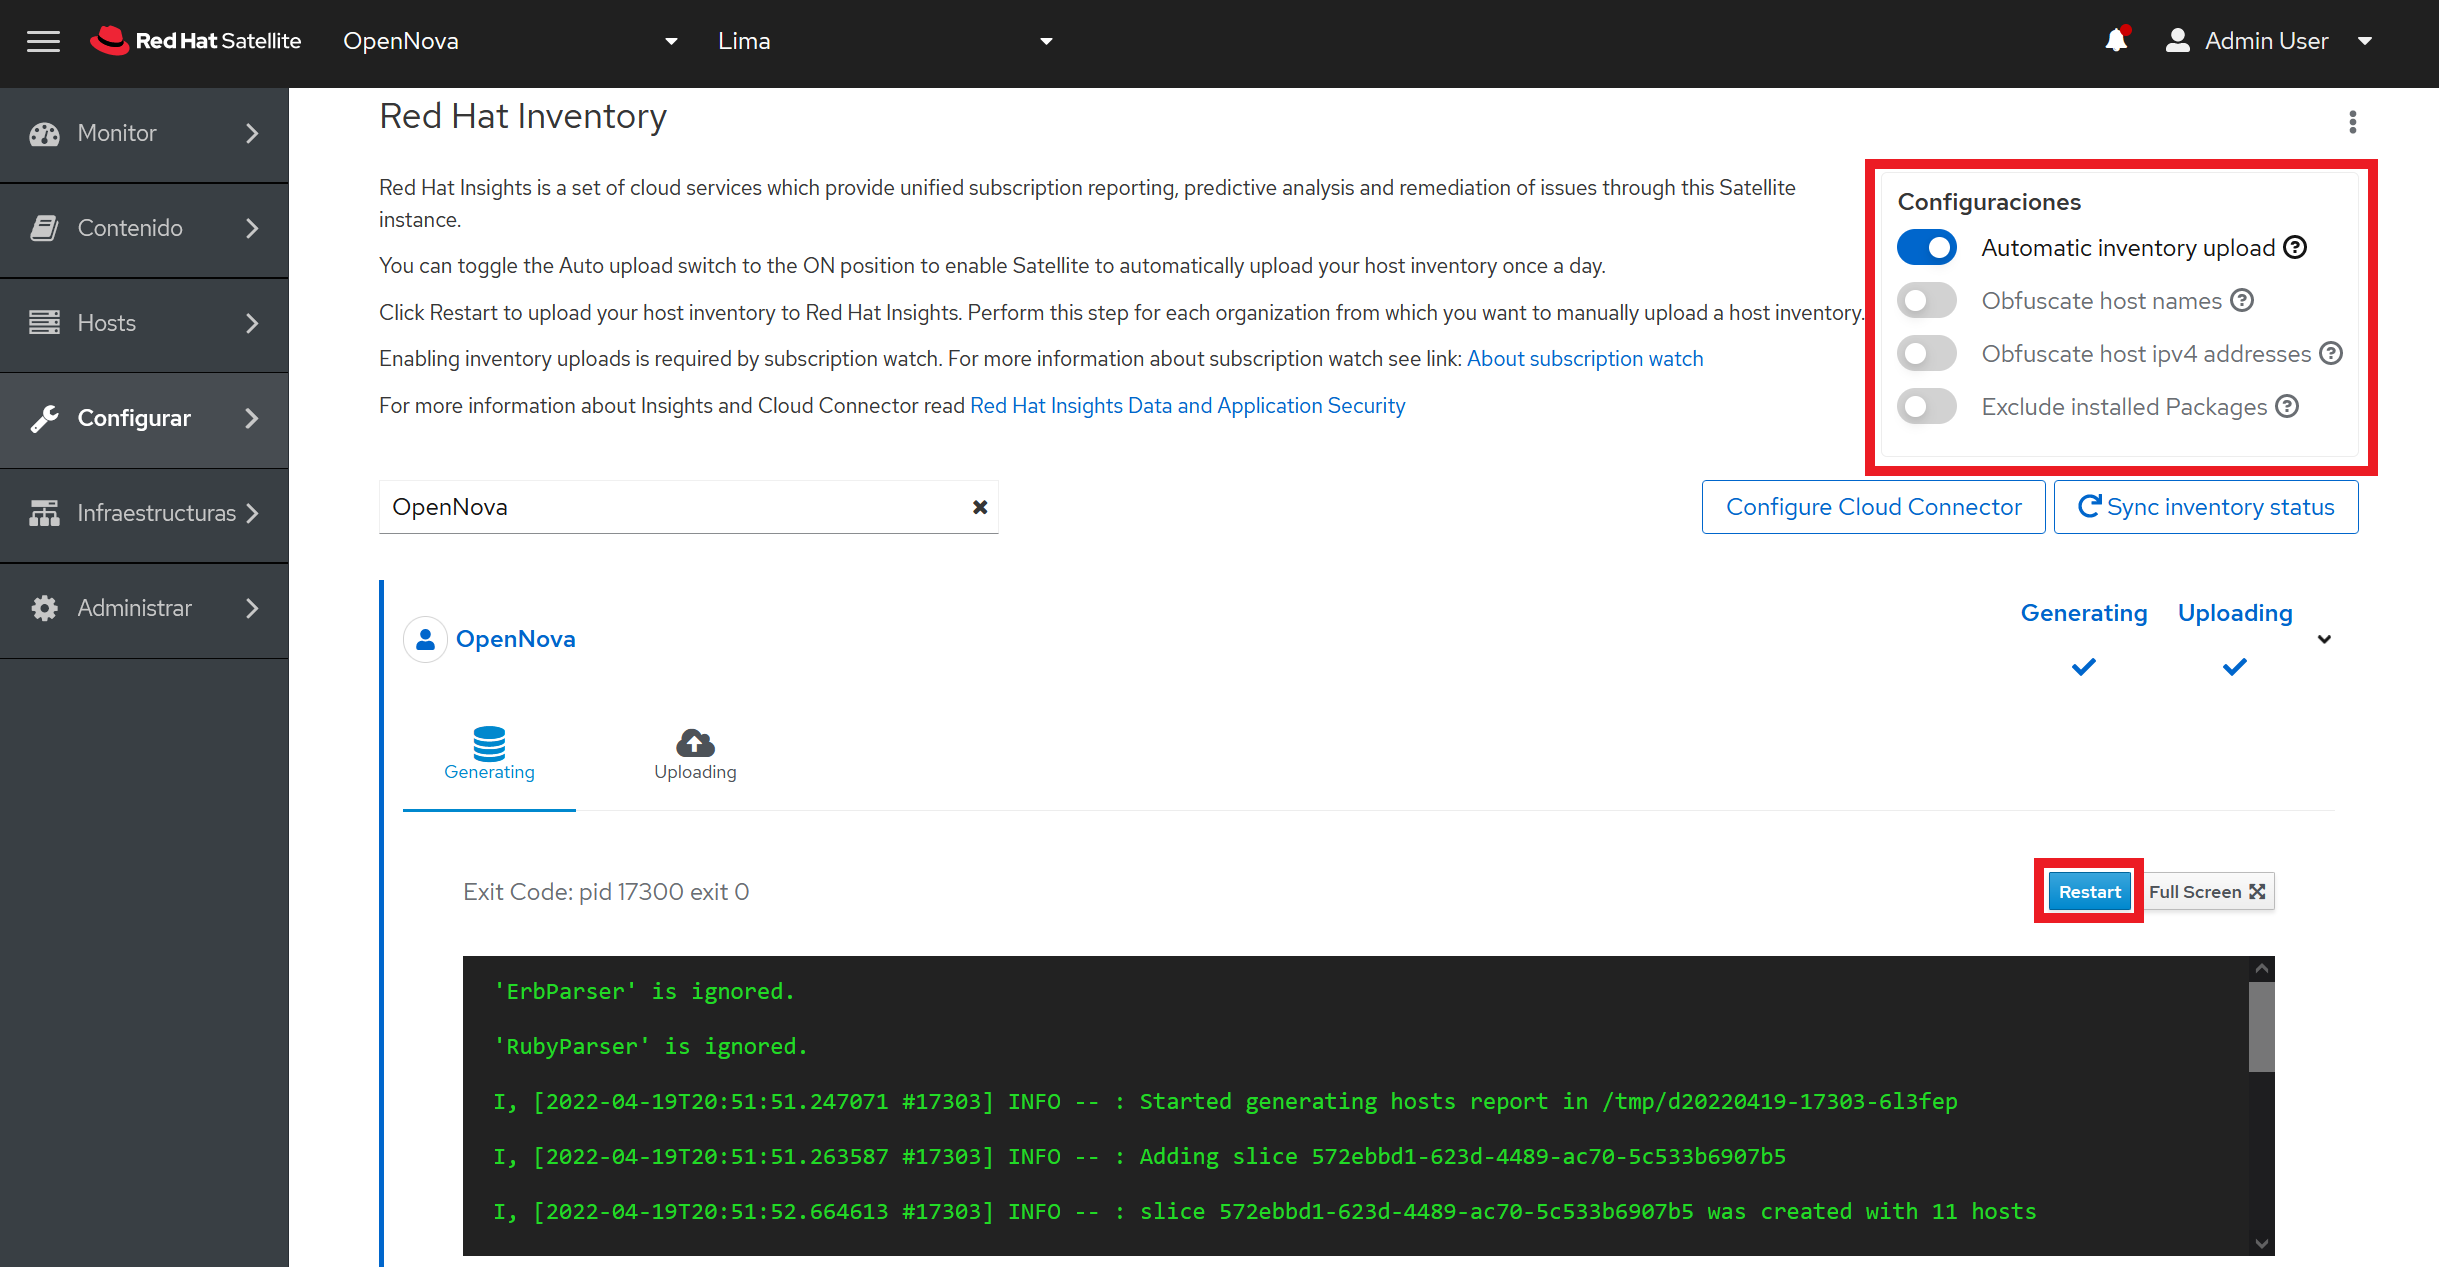 Red Hat Satellite
OpenNova
Lima
Admin User
Monitor
Contenido
Hosts
Configurar
Infraestructuras
Administrar
Red Hat Inventory
Red Hat Insights is a set of cloud services which provide unified subscription reporting, predictive analysis and remediation of issues through this Satellite
instance.
You can toggle the Auto upload switch to the ON position to enable Satellite to automatically upload your host inventory once a day.
Click Restart to upload your host inventory to Red Hat Insights. Perform this step for each organization from which you want to manually upload a host inventory.
Enabling inventory uploads is required by subscription watch. For more information about subscription watch see link: About subscription watch
For more information about Insights and Cloud Connector read Red Hat Insights Data and Application Security
Configuraciones
Automatic inventory upload
Obfuscate host names
Obfuscate host ipv4 addresses
Exclude installed Packages
OpenNova
Configure Cloud Connector
Sync inventory status
OpenNova
Generating
Uploading
Generating
Uploading
Exit Code: pid 17300 exit 0
Restart
Full Screen
'ErbParser' is ignored.
'RubyParser' is ignored.
I, [2022-04-19T20:51:51.247071 #17303] INFO -- : Started generating hosts report in /tmp/d20220419-17303-6l3fep
I, [2022-04-19T20:51:51.263587 #17303] INFO -- : Adding slice 572ebbd1-623d-4489-ac70-5c533b6907b5
I, [2022-04-19T20:51:52.664613 #17303] INFO -- : slice 572ebbd1-623d-4489-ac70-5c533b6907b5 was created with 11 hosts